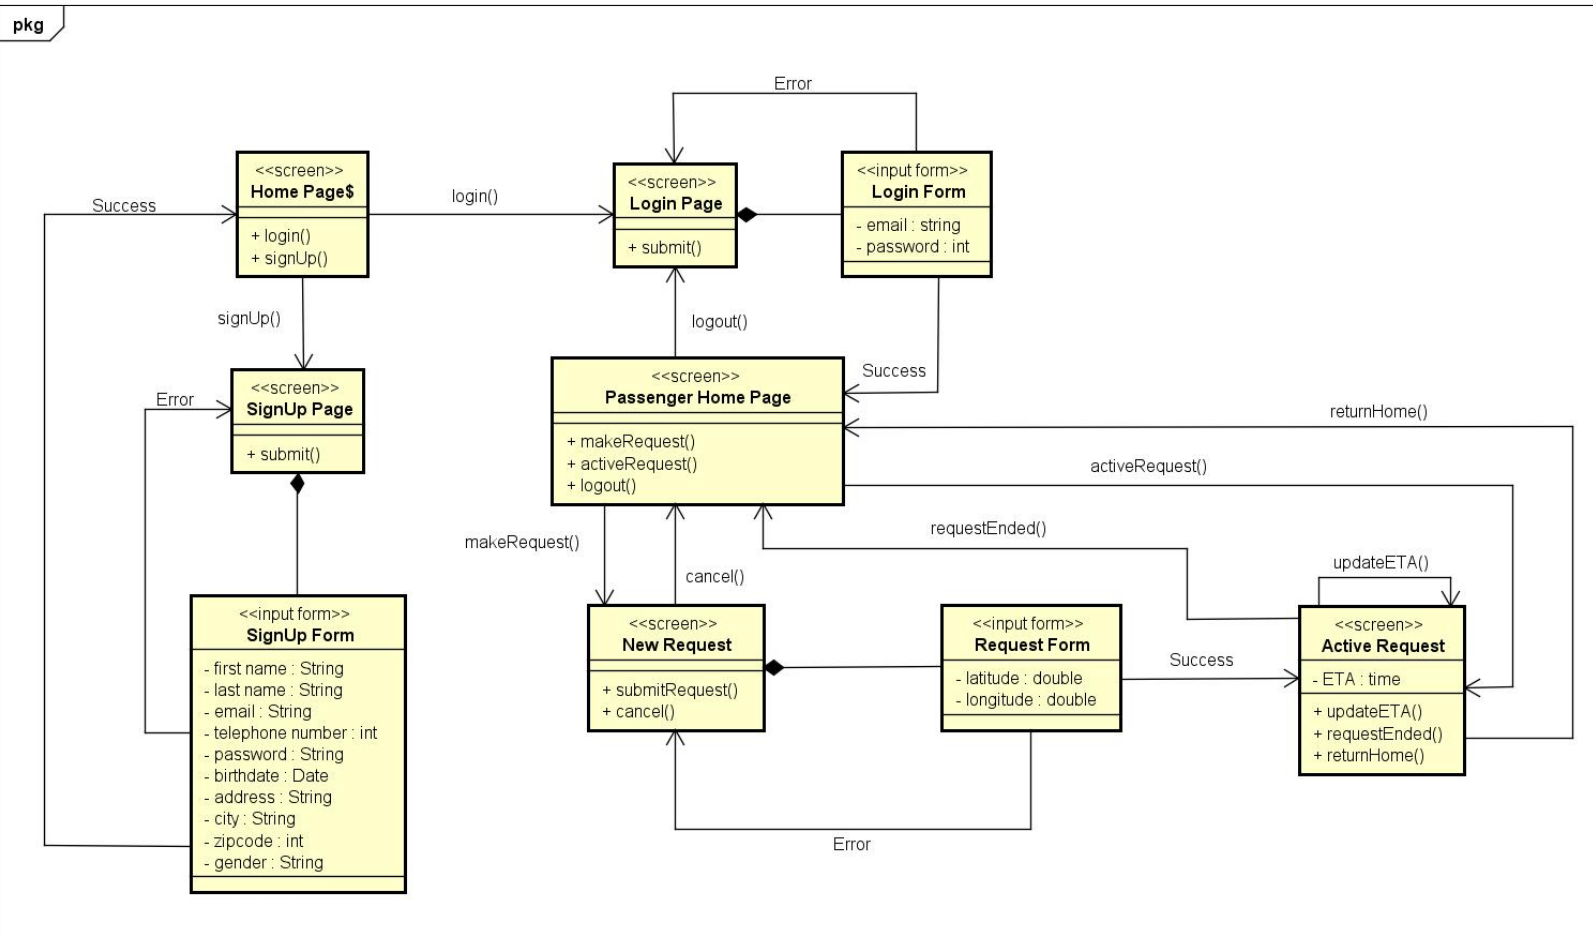 pkg
Error
<<screen>>
Home Page$
+ login()
+ signUp()
Success
login()
<<screen>>
Login Page
+ submit()
<<input form>>
Login Form
- email : string
- password : int
signUp()
logout()
Success
<<screen>>
SignUp Page
+ submit()
Error
<<screen>>
Passenger Home Page
+ makeRequest()
+ activeRequest()
+ logout()
returnHome()
activeRequest()
requestEnded()
makeRequest()
cancel()
updateETA()
<<input form>>
SignUp Form
- first name : String
- last name : String
- email : String
- telephone number : int
- password : String
- birthdate : Date
- address : String
- city : String
- zipcode : int
- gender : String
<<screen>>
New Request
+ submitRequest()
+ cancel()
<<input form>>
Request Form
- latitude : double
- longitude : double
Success
<<screen>>
Active Request
- ETA : time
+ updateETA()
+ requestEnded()
+ returnHome()
Error